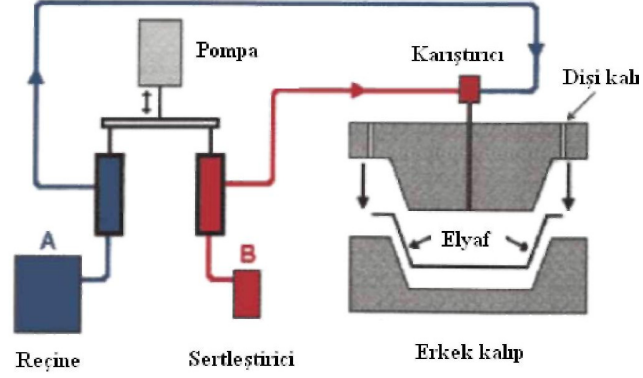 Pompa
Karıştırıcı
Dişi kalı
A
Elyaf
B
Reçine
Sertleştirici
Erkek kalıp